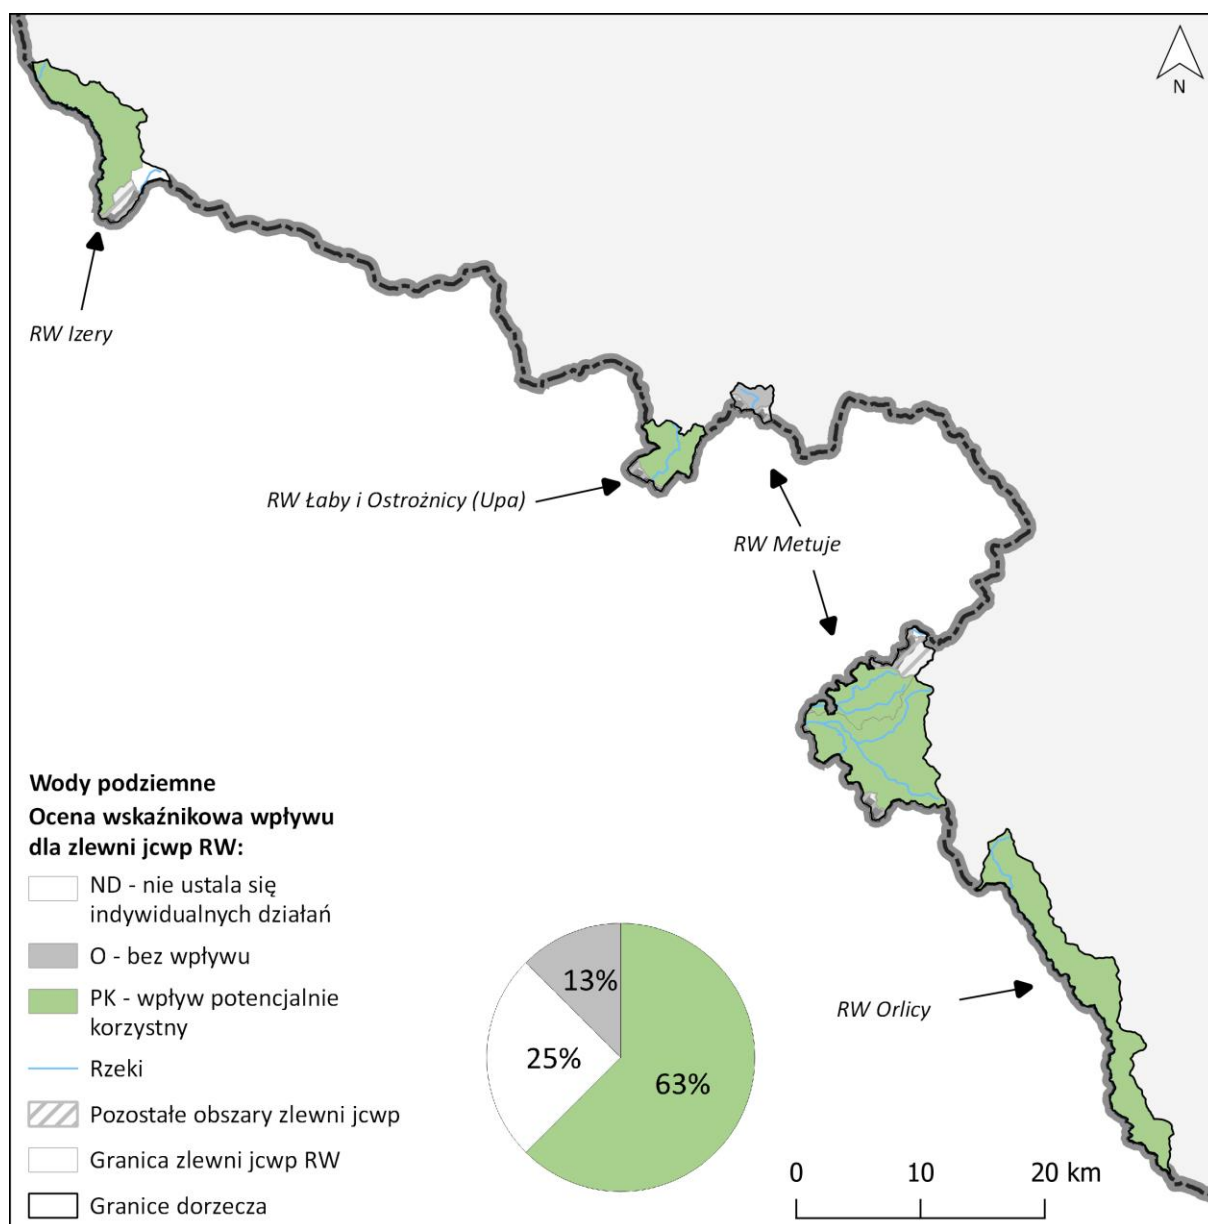 N
RW Izery
RW Łaby i Ostrożnicy (Upa)
RW Metuje
RW Orlicy
Wody podziemne
Ocena wskaźnikowa wpływu
dla zlewni jcwp RW:
ND - nie ustala się
indywidualnych działań
O - bez wpływu
PK - wpływ potencjalnie
korzystny
Rzeki
Pozostałe obszary zlewni jcwp
Granica zlewni jcwp RW
Granice dorzecza
13%
25%
63%
0 10 20 km